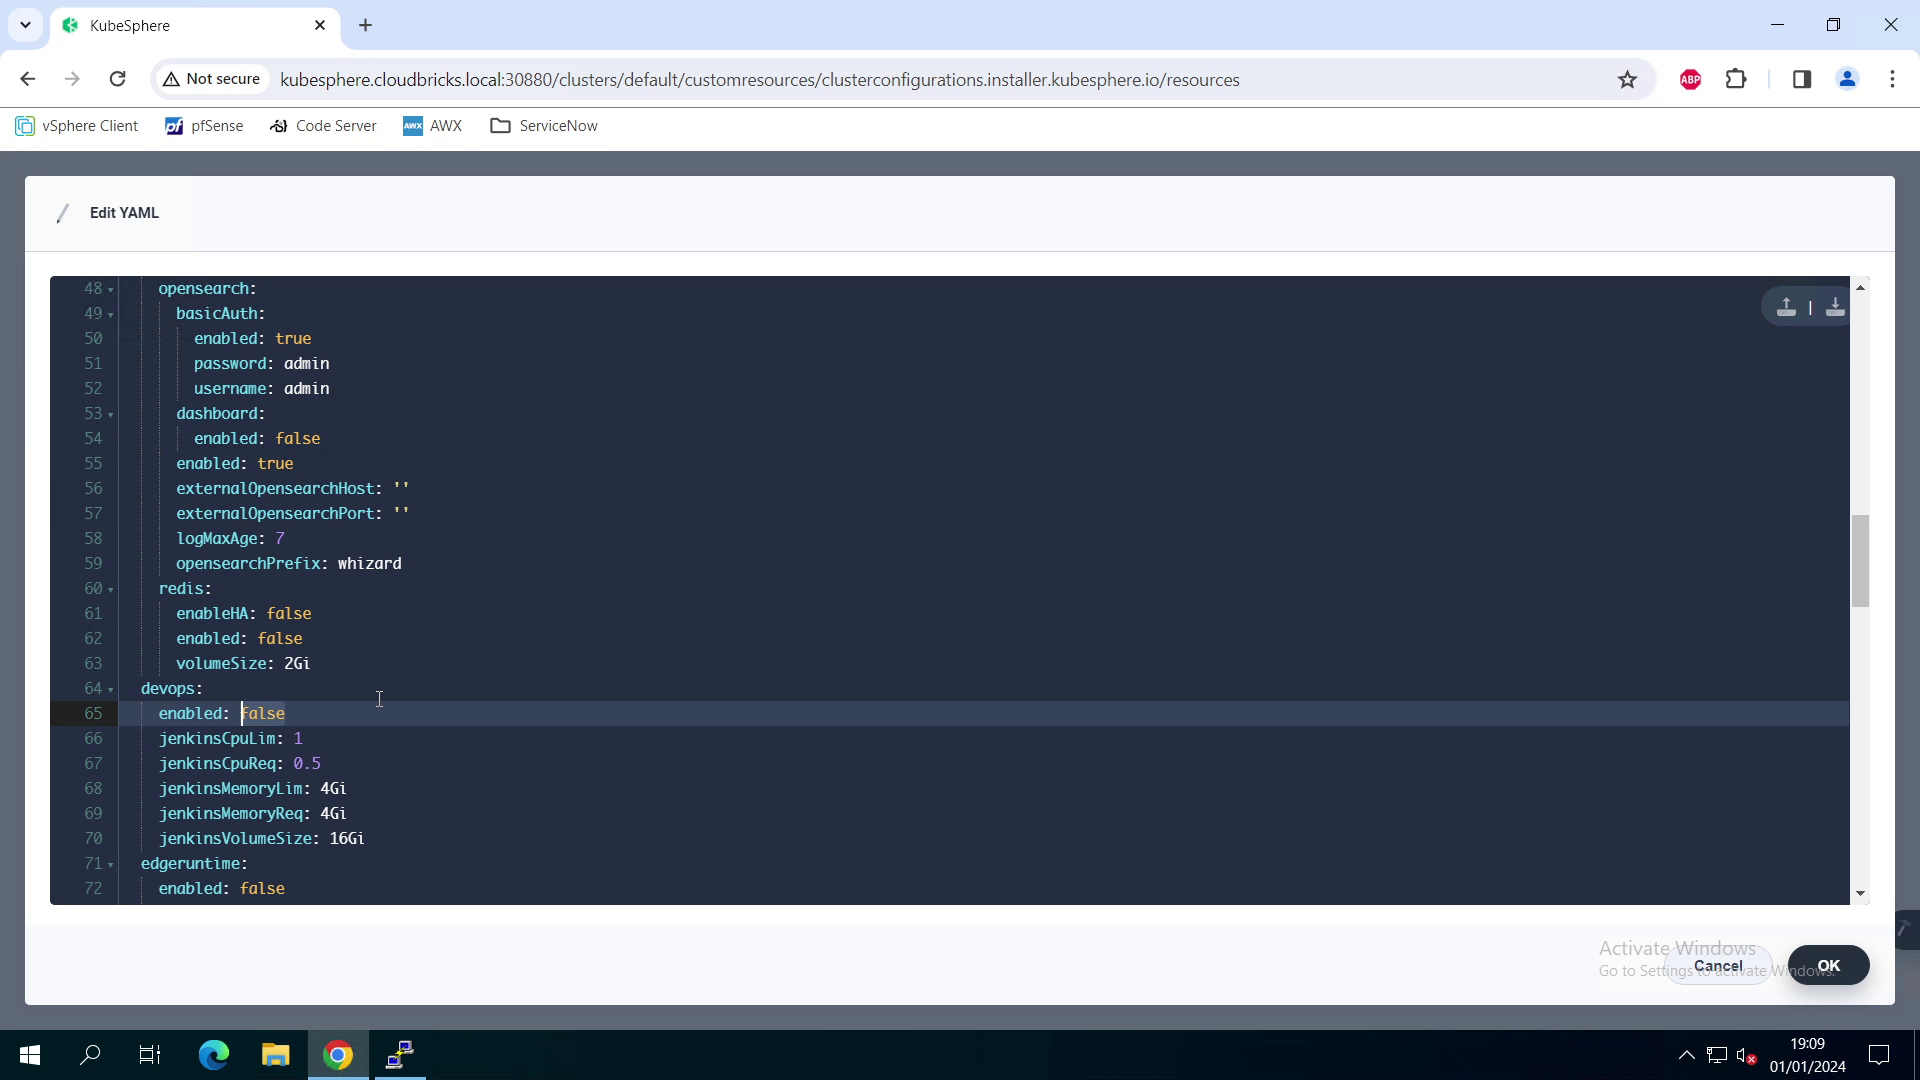 KubeSphere
Not secure
kubesphere.cloudbricks.local:30880/clusters/default/customresources/clusterconfigurations.installer.kubesphere.io/resources
ABP
vSphere Client
pf pfSense
Code Server
AWX AWX
ServiceNow
Edit YAML
48 opensearch:
49 basicAuth:
50 enabled: true
51 password: admin
52 username: admin
53 dashboard:
54 enabled: false
55 enabled: true
56 externalOpensearchHost: ''
57 externalOpensearchPort: ''
58 logMaxAge: 7
59 opensearchPrefix: whizard
60 redis:
61 enableHA: false
62 enabled: false
63 volumeSize: 2Gi
64 devops:
65 enabled: false
66 jenkinsCpuLim: 1
67 jenkinsCpuReq: 0.5
68 jenkinsMemoryLim: 4Gi
69 jenkinsMemoryReq: 4Gi
70 jenkinsVolumeSize: 16Gi
71 edgeruntime:
72 enabled: false
Activate Windows
Go to Settings to activate Windows.
Cancel
OK
19:09
01/01/2024